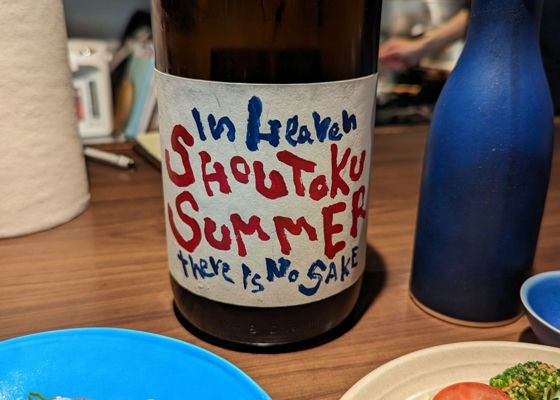 In Heaven
SHOUTOKU
SUMMER
there Is No SAKE